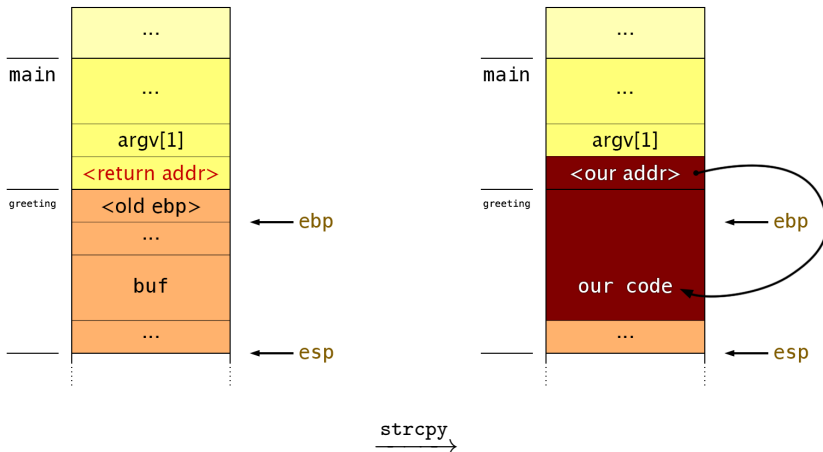 ...
main
...
argv[1]
<return addr>
greeting
<old ebp>
ebp
...
buf
...
esp
...
main
...
argv[1]
<our addr>
greeting
ebp
our code
...
esp
strcpy